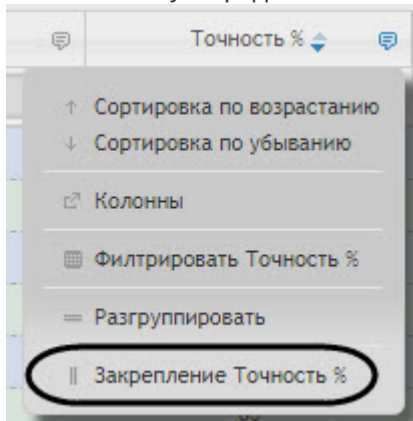 Точность %
Сортировка по возрастанию
Сортировка по убыванию
Колонны
Филтрировать Точность %
Разгруппировать
Закрепление Точность %